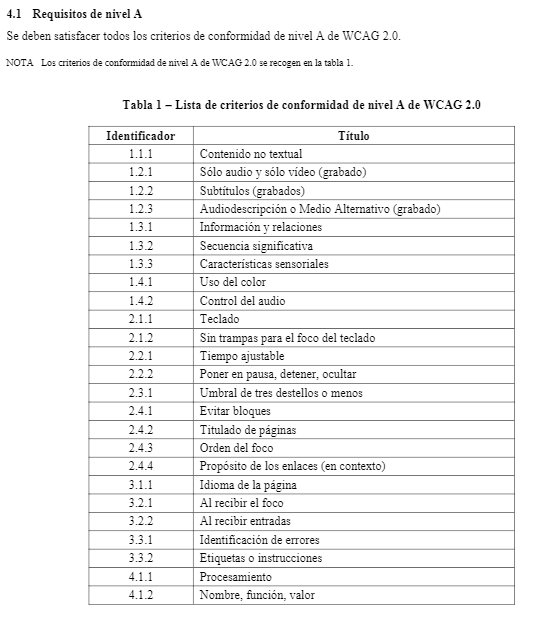 4.1 Requisitos de nivel A
Se deben satisfacer todos los criterios de conformidad de nivel A de WCAG 2.0.
NOTA Los criterios de conformidad de nivel A de WCAG 2.0 se recogen en la tabla 1.
Tabla 1 – Lista de criterios de conformidad de nivel A de WCAG 2.0
Identificador Título
1.1.1 Contenido no textual
1.2.1 Sólo audio y sólo vídeo (grabado)
1.2.2 Subtítulos (grabados)
1.2.3 Audiodescripción o Medio Alternativo (grabado)
1.3.1 Información y relaciones
1.3.2 Secuencia significativa
1.3.3 Características sensoriales
1.4.1 Uso del color
1.4.2 Control del audio
2.1.1 Teclado
2.1.2 Sin trampas para el foco del teclado
2.2.1 Tiempo ajustable
2.2.2 Poner en pausa, detener, ocultar
2.3.1 Umbral de tres destellos o menos
2.4.1 Evitar bloques
2.4.2 Titulado de páginas
2.4.3 Orden del foco
2.4.4 Propósito de los enlaces (en contexto)
3.1.1 Idioma de la página
3.2.1 Al recibir el foco
3.2.2 Al recibir entradas
3.3.1 Identificación de errores
3.3.2 Etiquetas o instrucciones
4.1.1 Procesamiento
4.1.2 Nombre, función, valor